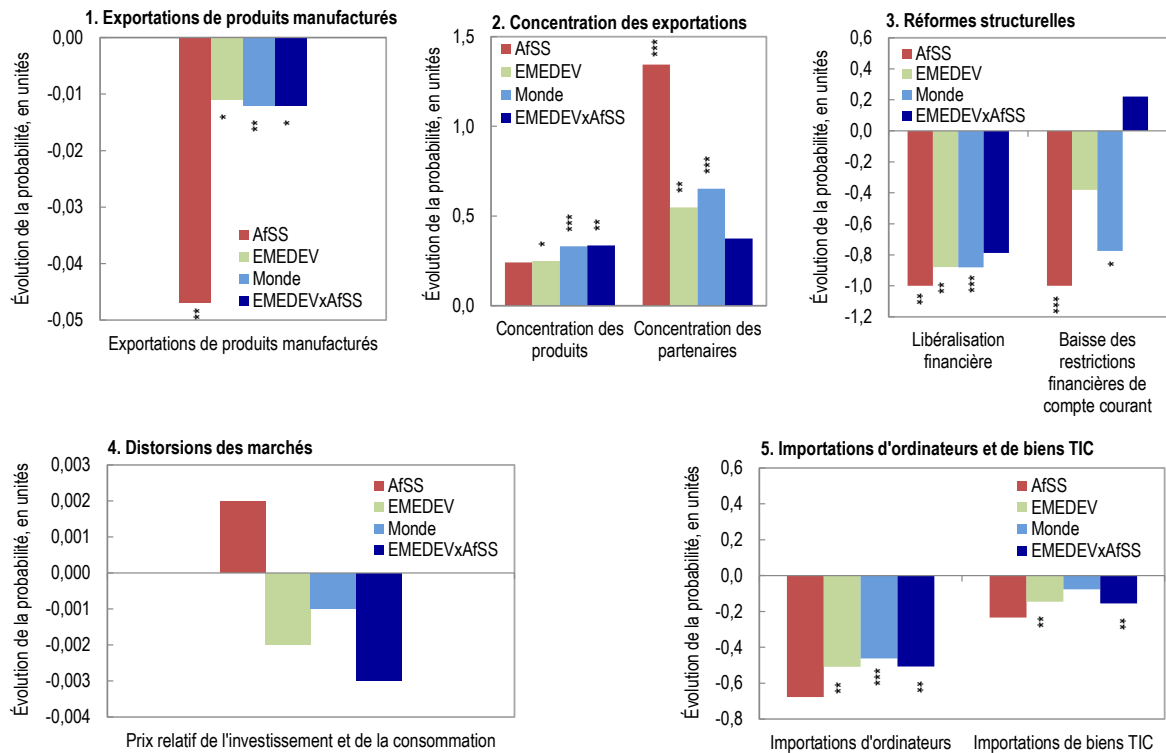 1. Exportations de produits manufacturés
Évolution de la probabilité, en unités
0,00
-0,01
-0,02
-0,03
-0,04
-0,05
*
**
*
**
AfSS
EMEDEV
Monde
EMEDEVxAfSS
Exportations de produits manufacturés
2. Concentration des exportations
Évolution de la probabilité, en unités
1,5
1,0
0,5
0,0
AfSS
EMEDEV
Monde
EMEDEVxAfSS
*
***
**
***
**
***
Concentration des
produits
Concentration des
partenaires
3. Réformes structurelles
Évolution de la probabilité, en unités
0,6
0,4
0,2
0,0
-0,2
-0,4
-0,6
-0,8
-1,0
-1,2
AfSS
EMEDEV
Monde
EMEDEVxAfSS
**
**
***
***
*
Libéralisation
financière
Baisse des
restrictions
financières de
compte courant
4. Distorsions des marchés
Évolution de la probabilité, en unités
0,003
0,002
0,001
0,000
-0,001
-0,002
-0,003
-0,004
AfSS
EMEDEV
Monde
EMEDEVxAfSS
Prix relatif de l'investissement et de la consommation
5. Importations d'ordinateurs et de biens TIC
Évolution de la probabilité, en unités
0,6
0,4
0,2
0,0
-0,2
-0,4
-0,6
-0,8
AfSS
EMEDEV
Monde
EMEDEVxAfSS
**
***
**
**
**
Importations d'ordinateurs
Importations de biens TIC